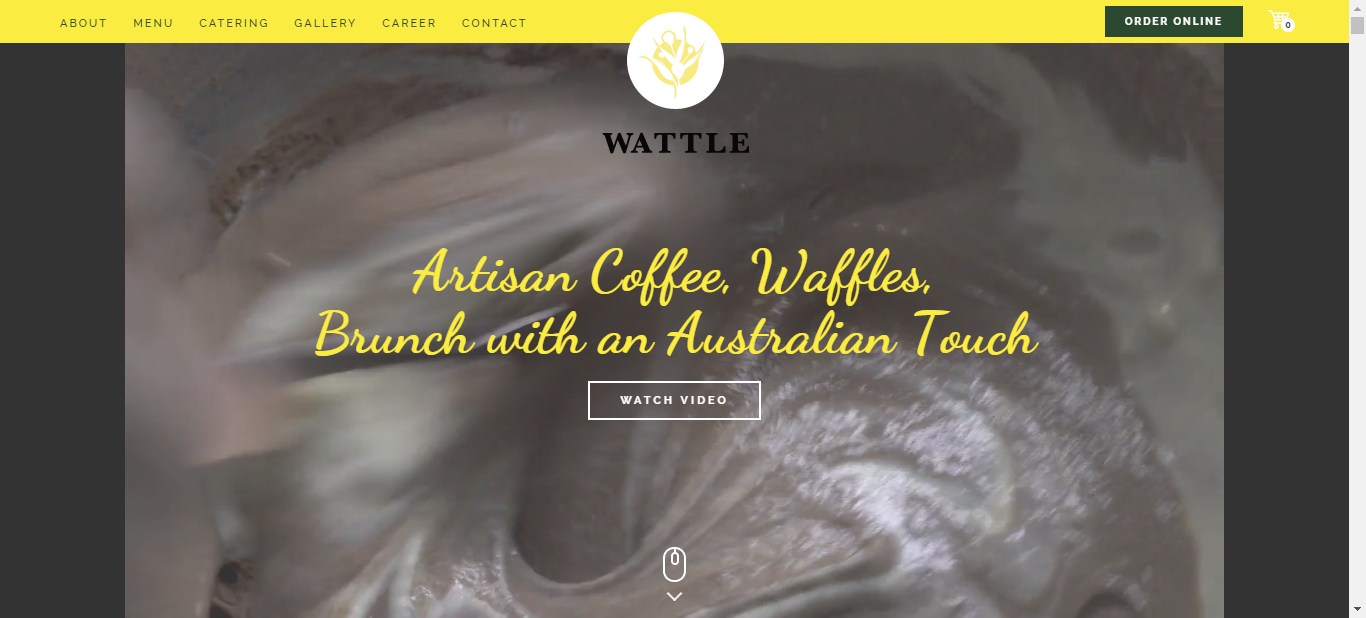 ABOUT MENU CATERING GALLERY CAREER CONTACT ORDER ONLINE 0
WATTLE
Artisan Coffee, Waffles,
Brunch with an Australian Touch
WATCH VIDEO